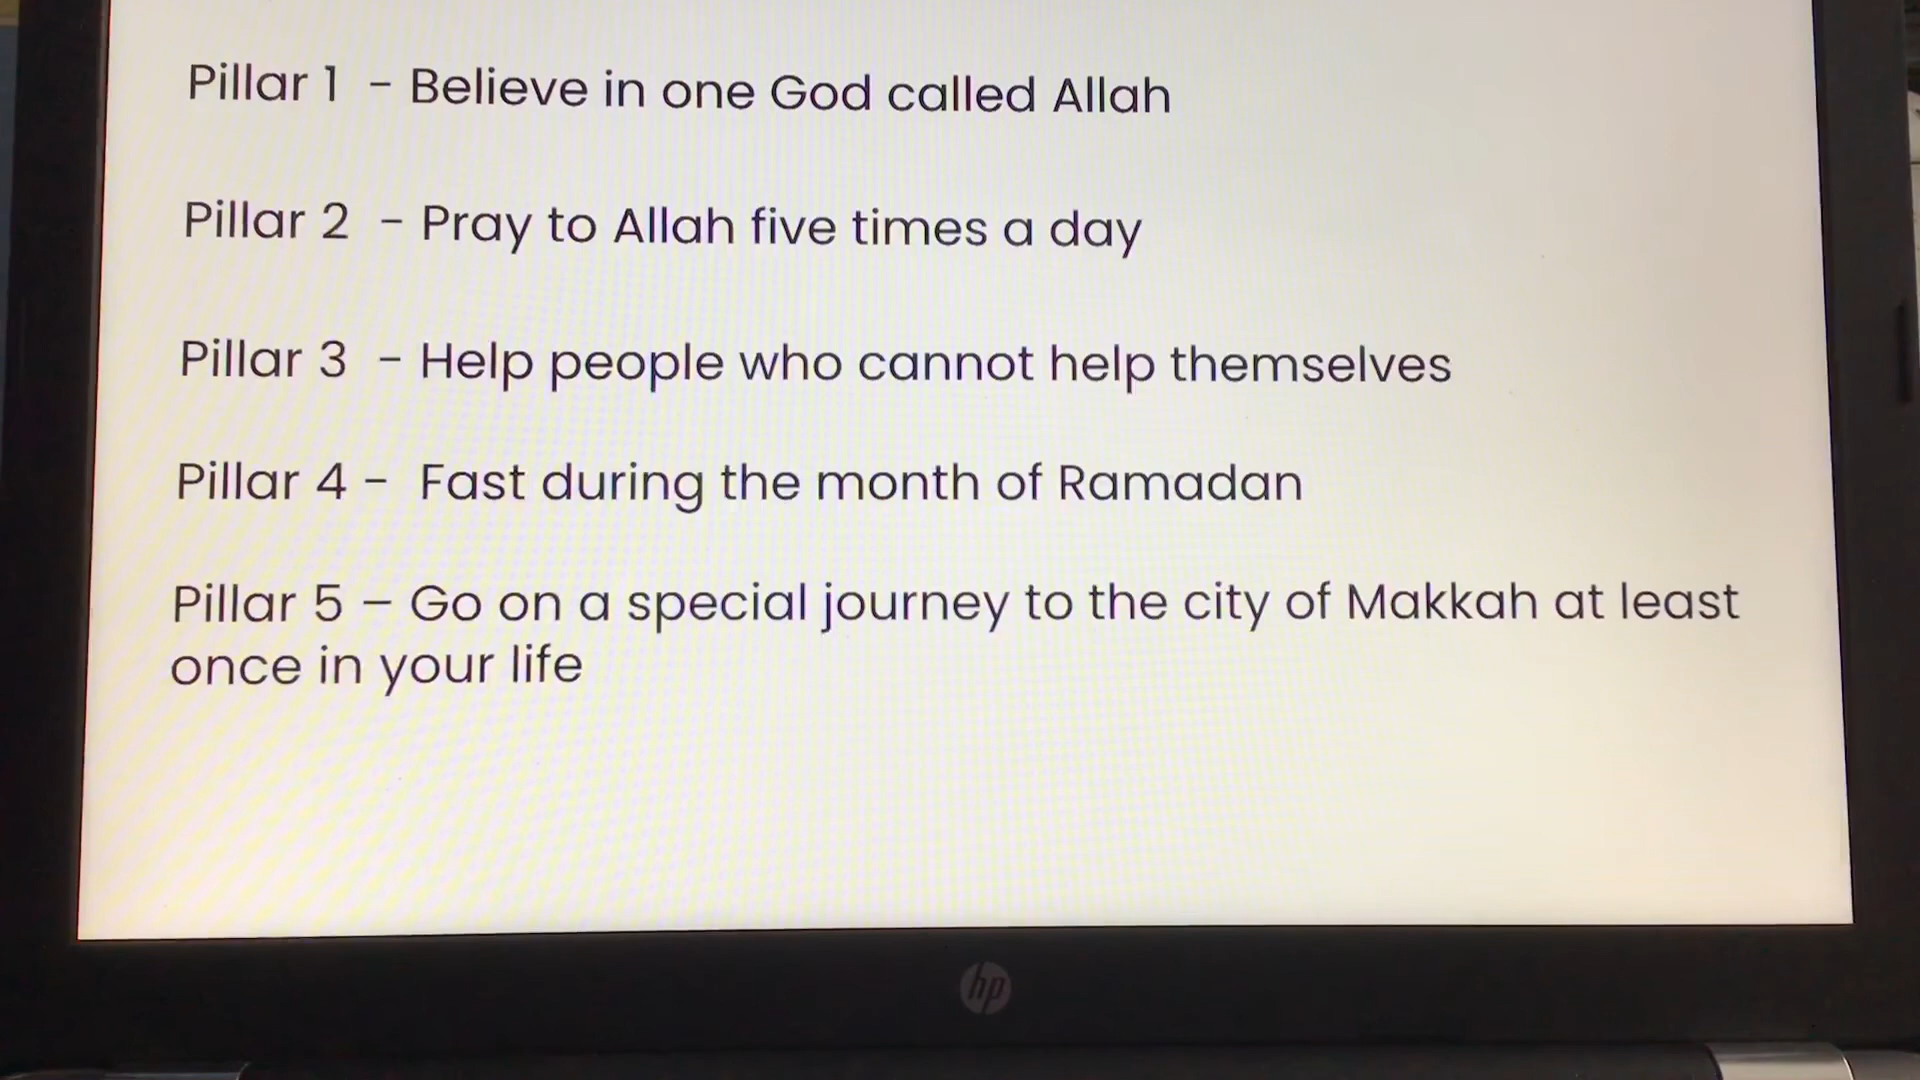 Pillar 1 - Believe in one God called Allah
Pillar 2 - Pray to Allah five times a day
Pillar 3 - Help people who cannot help themselves
Pillar 4 - Fast during the month of Ramadan
Pillar 5 – Go on a special journey to the city of Makkah at least
once in your life
hp